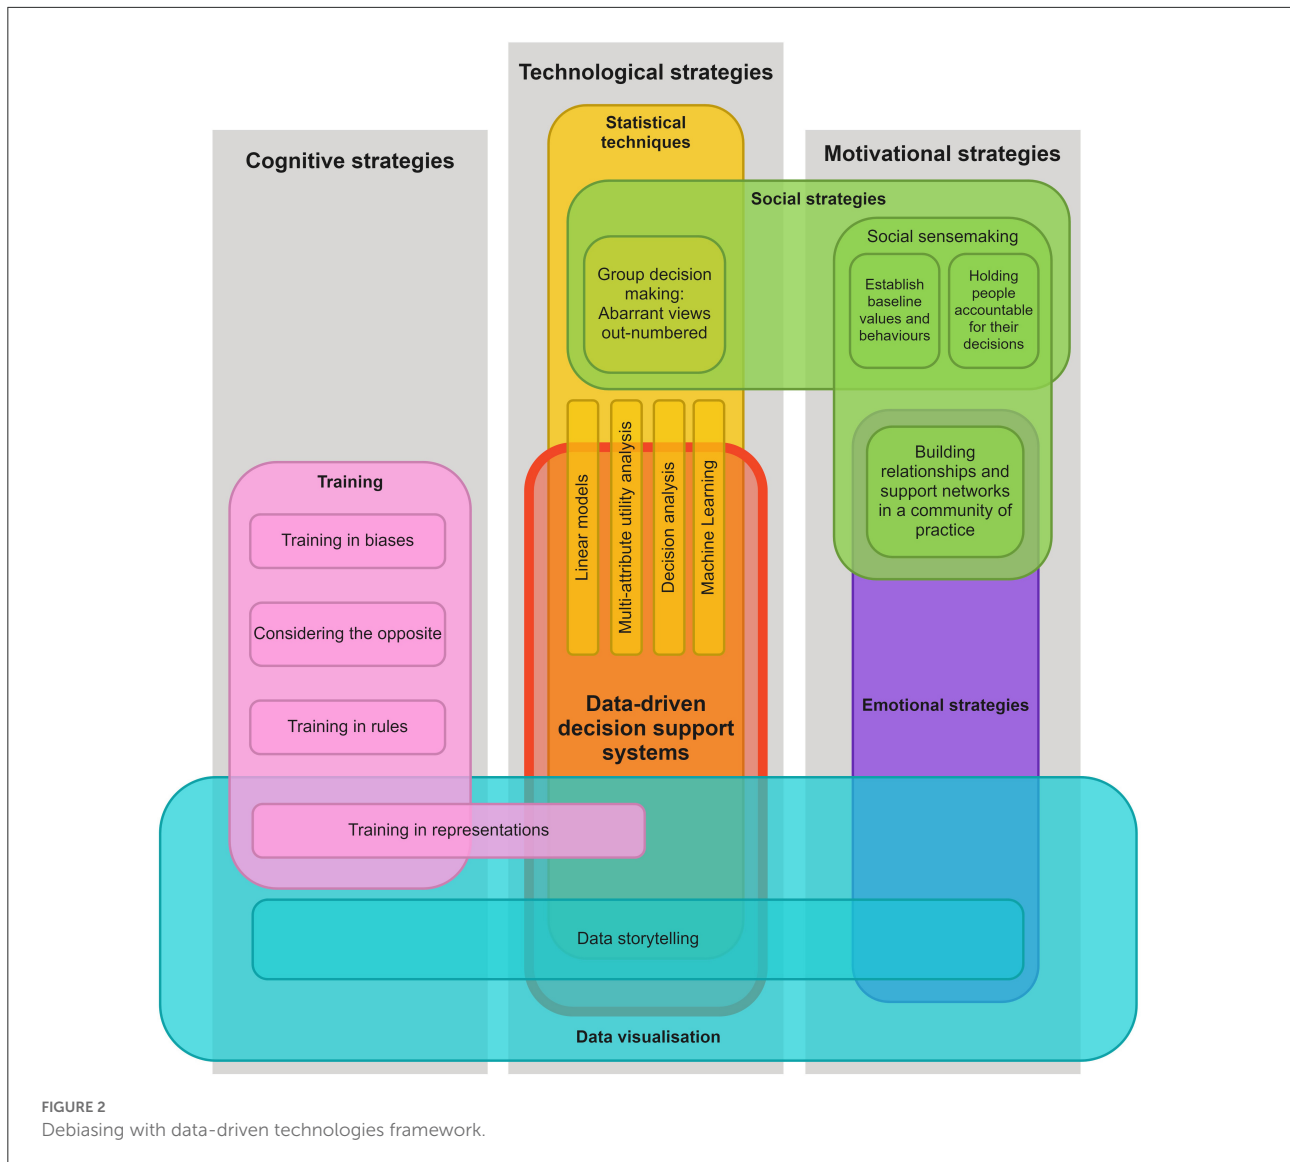 Technological strategies
Cognitive strategies
Motivational strategies
Statistical
techniques
Social strategies
Group decision
making:
Abarrant views
out-numbered
Social sensemaking
Establish
baseline
values and
behaviours
Holding
people
accountable
for their
decisions
Building
relationships and
support networks
in a community of
practice
Training
Training in biases
Considering the opposite
Training in rules
Training in representations
Linear models
Multi-attribute utility analysis
Decision analysis
Machine Learning
Data-driven
decision support
systems
Emotional strategies
Data storytelling
Data visualisation
FIGURE 2
Debiasing with data-driven technologies framework.